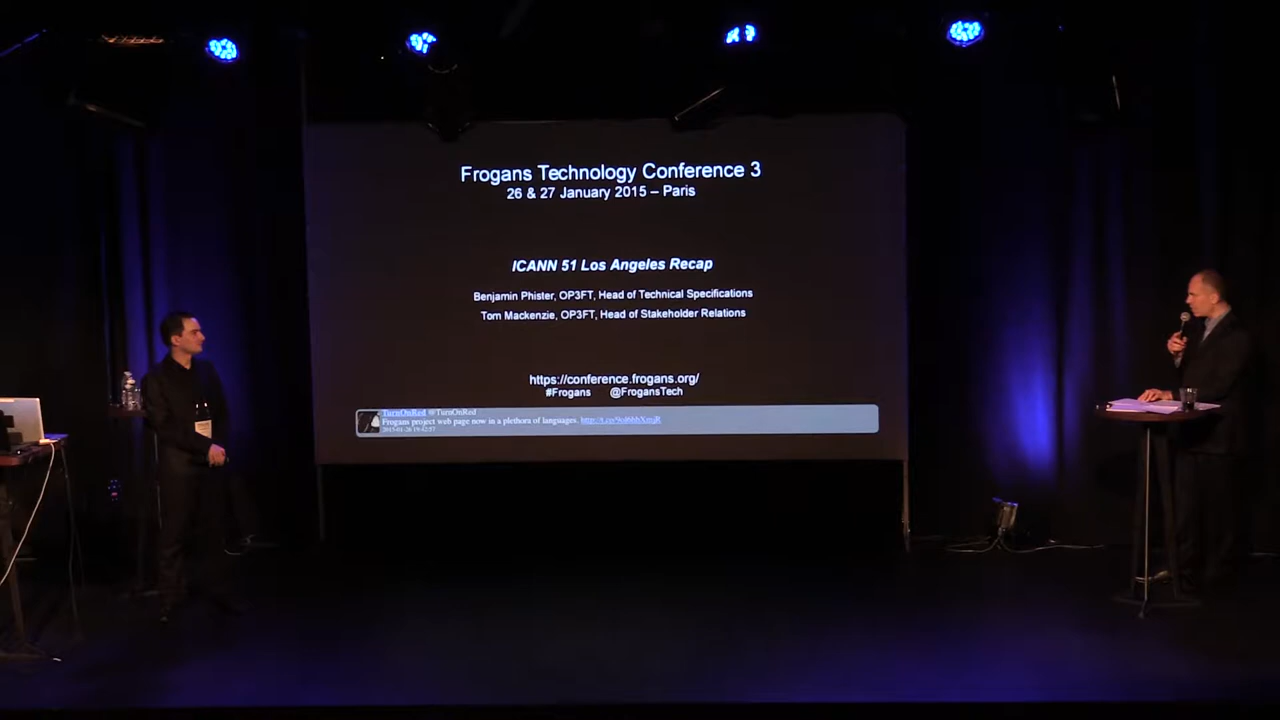 Frogans Technology Conference 3
26 & 27 January 2015 – Paris
ICANN 51 Los Angeles Recap
Benjamin Phister, OP3FT, Head of Technical Specifications
Tom Mackenzie, OP3FT, Head of Stakeholder Relations
https://conference.frogans.org/
#Frogans @FrogansTech
TurnOnRed @TurnOnRed
Frogans project web page now in a plethora of languages.